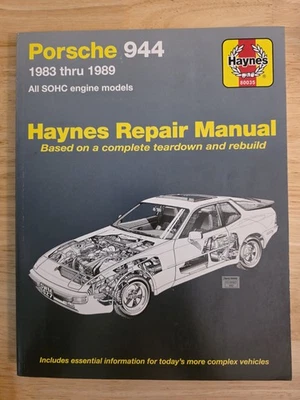 Porsche 944
1983 thru 1989
All SOHC engine models
Haynes
80035
Haynes Repair Manual
Based on a complete teardown and rebuild
Includes essential information for today's more complex vehicles